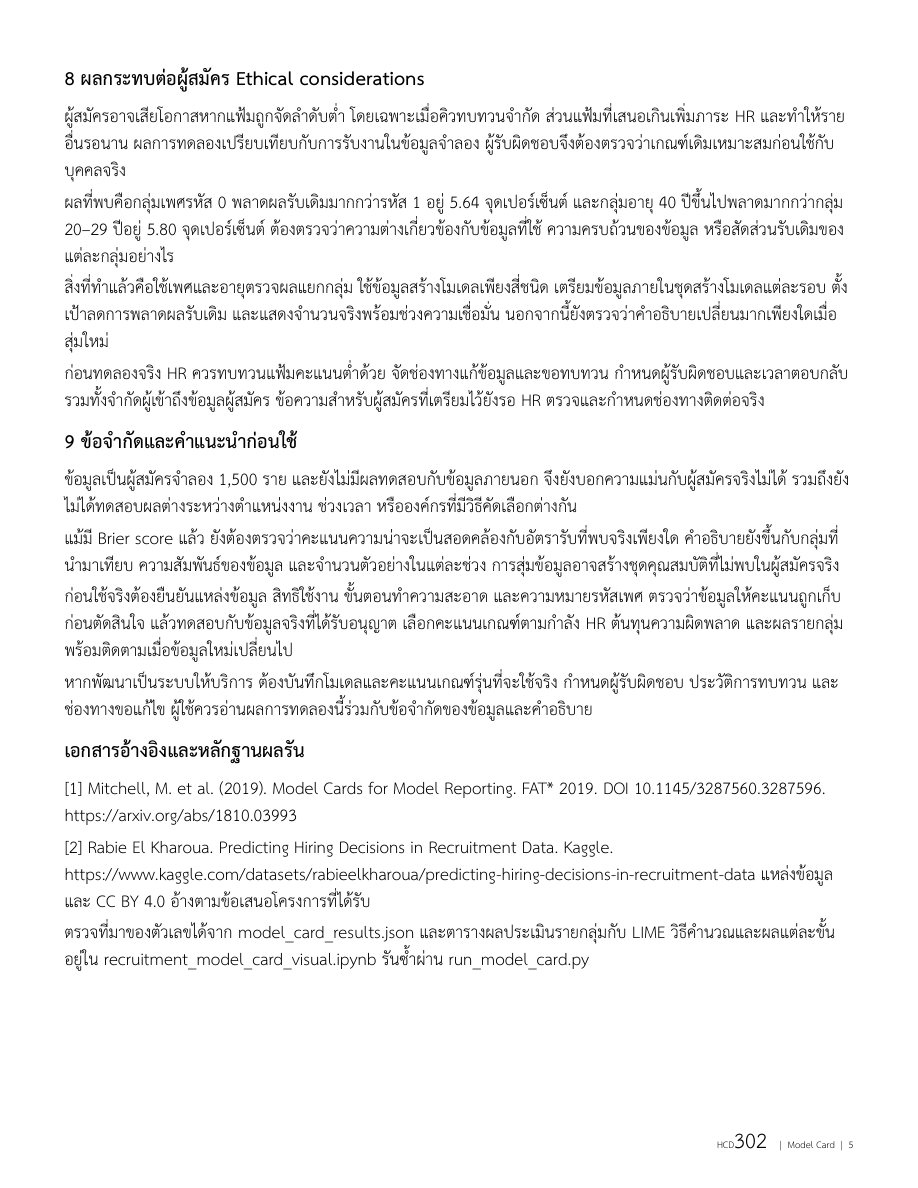 8 ผลกระทบต่อผู้สมัคร Ethical considerations
ผู้สมัครอาจเสียโอกาสหากแฟ้มถูกจัดลำดับต่ำ โดยเฉพาะเมื่อคิวทบทวนจำกัด ส่วนแฟ้มที่เสนอเกินเพิ่มภาระ HR และทำให้ราย
อื่นรอนาน ผลการทดลองเปรียบเทียบกับการรับงานในข้อมูลจำลอง ผู้รับผิดชอบจึงต้องตรวจว่าเกณฑ์เดิมเหมาะสมก่อนใช้กับ
บุคคลจริง
ผลที่พบคือกลุ่มเพศรหัส 0 พลาดผลรับเดิมมากกว่ารหัส 1 อยู่ 5.64 จุดเปอร์เซ็นต์ และกลุ่มอายุ 40 ปีขึ้นไปพลาดมากกว่ากลุ่ม
20–29 ปีอยู่ 5.80 จุดเปอร์เซ็นต์ ต้องตรวจว่าความต่างเกี่ยวข้องกับข้อมูลที่ใช้ ความครบถ้วนของข้อมูล หรือสัดส่วนรับเดิมของ
แต่ละกลุ่มอย่างไร
สิ่งที่ทำแล้วคือใช้เพศและอายุตรวจผลแยกกลุ่ม ใช้ข้อมูลสร้างโมเดลเพียงสี่ชนิด เตรียมข้อมูลภายในชุดสร้างโมเดลแต่ละรอบ ตั้ง
เป้าลดการพลาดผลรับเดิม และแสดงจำนวนจริงพร้อมช่วงความเชื่อมั่น นอกจากนี้ยังตรวจว่าคำอธิบายเปลี่ยนมากเพียงใดเมื่อ
สุ่มใหม่
ก่อนทดลองจริง HR ควรทบทวนแฟ้มคะแนนต่ำด้วย จัดช่องทางแก้ข้อมูลและขอทบทวน กำหนดผู้รับผิดชอบและเวลาตอบกลับ
รวมทั้งจำกัดผู้เข้าถึงข้อมูลผู้สมัคร ข้อความสำหรับผู้สมัครที่เตรียมไว้ยังรอ HR ตรวจและกำหนดช่องทางติดต่อจริง
9 ข้อจำกัดและคำแนะนำก่อนใช้
ข้อมูลเป็นผู้สมัครจำลอง 1,500 ราย และยังไม่มีผลทดสอบกับข้อมูลภายนอก จึงยังบอกความแม่นกับผู้สมัครจริงไม่ได้ รวมถึงยัง
ไม่ได้ทดสอบผลต่างระหว่างตำแหน่งงาน ช่วงเวลา หรือองค์กรที่มีวิธีคัดเลือกต่างกัน
แม้มี Brier score แล้ว ยังต้องตรวจว่าคะแนนความน่าจะเป็นสอดคล้องกับอัตรารับที่พบจริงเพียงใด คำอธิบายยังขึ้นกับกลุ่มที่
นำมาเทียบ ความสัมพันธ์ของข้อมูล และจำนวนตัวอย่างในแต่ละช่วง การสุ่มข้อมูลอาจสร้างชุดคุณสมบัติที่ไม่พบในผู้สมัครจริง
ก่อนใช้จริงต้องยืนยันแหล่งข้อมูล สิทธิใช้งาน ขั้นตอนทำความสะอาด และความหมายรหัสเพศ ตรวจว่าข้อมูลให้คะแนนถูกเก็บ
ก่อนตัดสินใจ แล้วทดสอบกับข้อมูลจริงที่ได้รับอนุญาต เลือกคะแนนเกณฑ์ตามกำลัง HR ต้นทุนความผิดพลาด และผลรายกลุ่ม
พร้อมติดตามเมื่อข้อมูลใหม่เปลี่ยนไป
หากพัฒนาเป็นระบบให้บริการ ต้องบันทึกโมเดลและคะแนนเกณฑ์รุ่นที่จะใช้จริง กำหนดผู้รับผิดชอบ ประวัติการทบทวน และ
ช่องทางขอแก้ไข ผู้ใช้ควรอ่านผลการทดลองนี้ร่วมกับข้อจำกัดของข้อมูลและคำอธิบาย
เอกสารอ้างอิงและหลักฐานผลรัน
[1] Mitchell, M. et al. (2019). Model Cards for Model Reporting. FAT* 2019. DOI 10.1145/3287560.3287596.
https://arxiv.org/abs/1810.03993
[2] Rabie El Kharoua. Predicting Hiring Decisions in Recruitment Data. Kaggle.
https://www.kaggle.com/datasets/rabieelkharoua/predicting-hiring-decisions-in-recruitment-data แหล่งข้อมูล
และ CC BY 4.0 อ้างตามข้อเสนอโครงการที่ได้รับ
ตรวจที่มาของตัวเลขได้จาก model_card_results.json และตารางผลประเมินรายกลุ่มกับ LIME วิธีคำนวณและผลแต่ละขั้น
อยู่ใน recruitment_model_card_visual.ipynb รันซ้ำผ่าน run_model_card.py
HCD302 | Model Card | 5